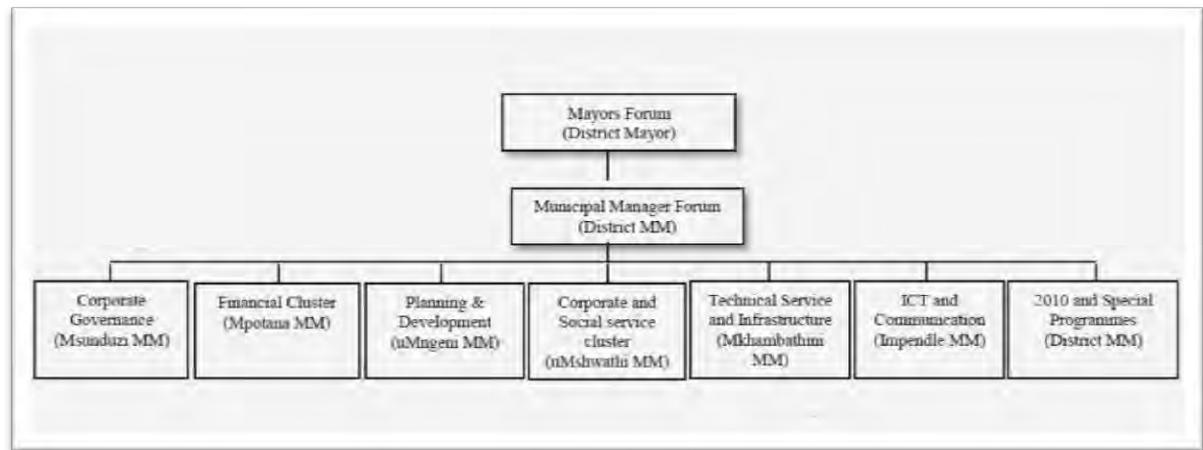 Mayors Forum
(District Mayor)
Municipal Manager Forum
(District MM)
Corporate
Governance
(Msunduzi MM)
Financial Cluster
(Mpotana MM)
Planning &
Development
(uMngeni MM)
Corporate and
Social service
cluster
(uMshwathi MM)
Technical Service
and Infrastructure
(Mkhambathini
MM)
ICT and
Communication
(Impendle MM)
2010 and Special
Programmes
(District MM)